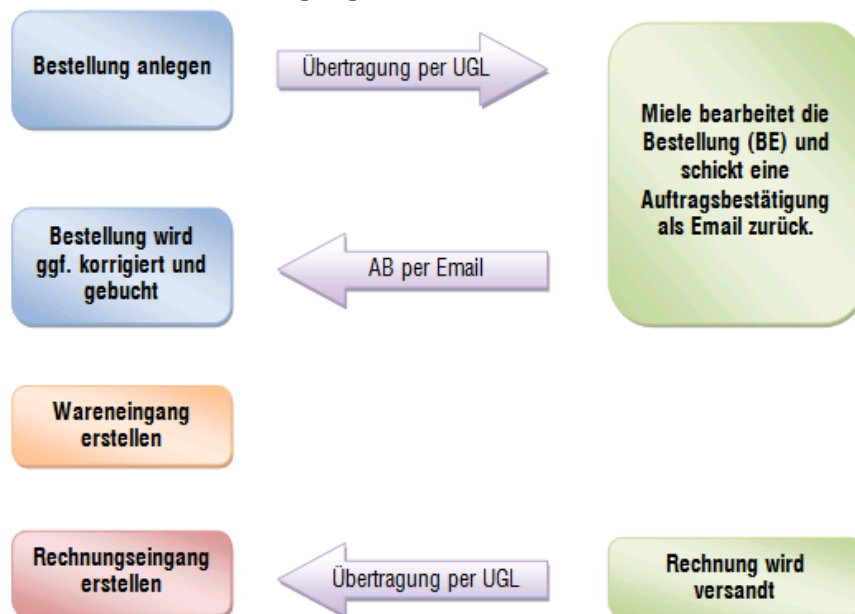 Bestellung anlegen
Übertragung per UGL
Miele bearbeitet die
Bestellung (BE) und
schickt eine
Auftragsbestätigung
als Email zurück.
Bestellung wird
ggf. korrigiert und
gebucht
AB per Email
Wareneingang
erstellen
Rechnungseingang
erstellen
Übertragung per UGL
Rechnung wird
versandt